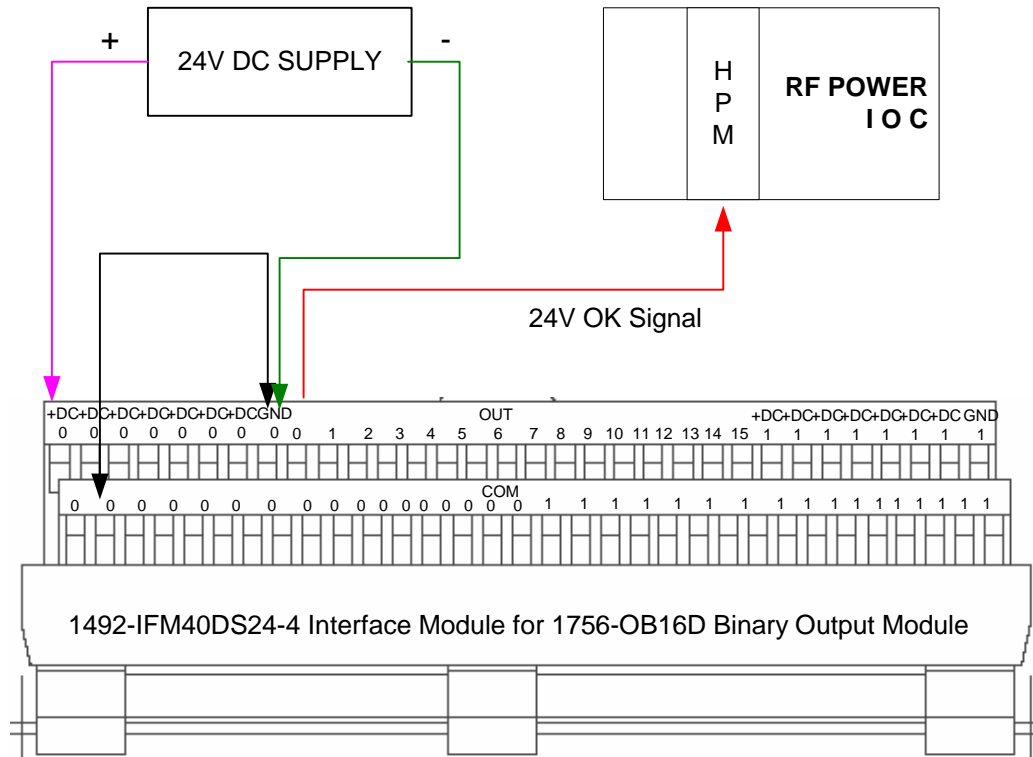 + 24V DC SUPPLY -
H
P
M
RF POWER
I O C
24V OK Signal
+DC +DC +DC +DC +DC +DC +DC GND OUT +DC +DC +DC +DC +DC +DC +DC GND
0 0 0 0 0 0 0 0 0 1 2 3 4 5 6 7 8 9 10 11 12 13 14 15 1 1 1 1 1 1 1 1
COM
0 0 0 0 0 0 0 0 0 0 0 0 0 0 0 0 1 1 1 1 1 1 1 1 1 1 1 1 1 1 1 1
1492-IFM40DS24-4 Interface Module for 1756-OB16D Binary Output Module